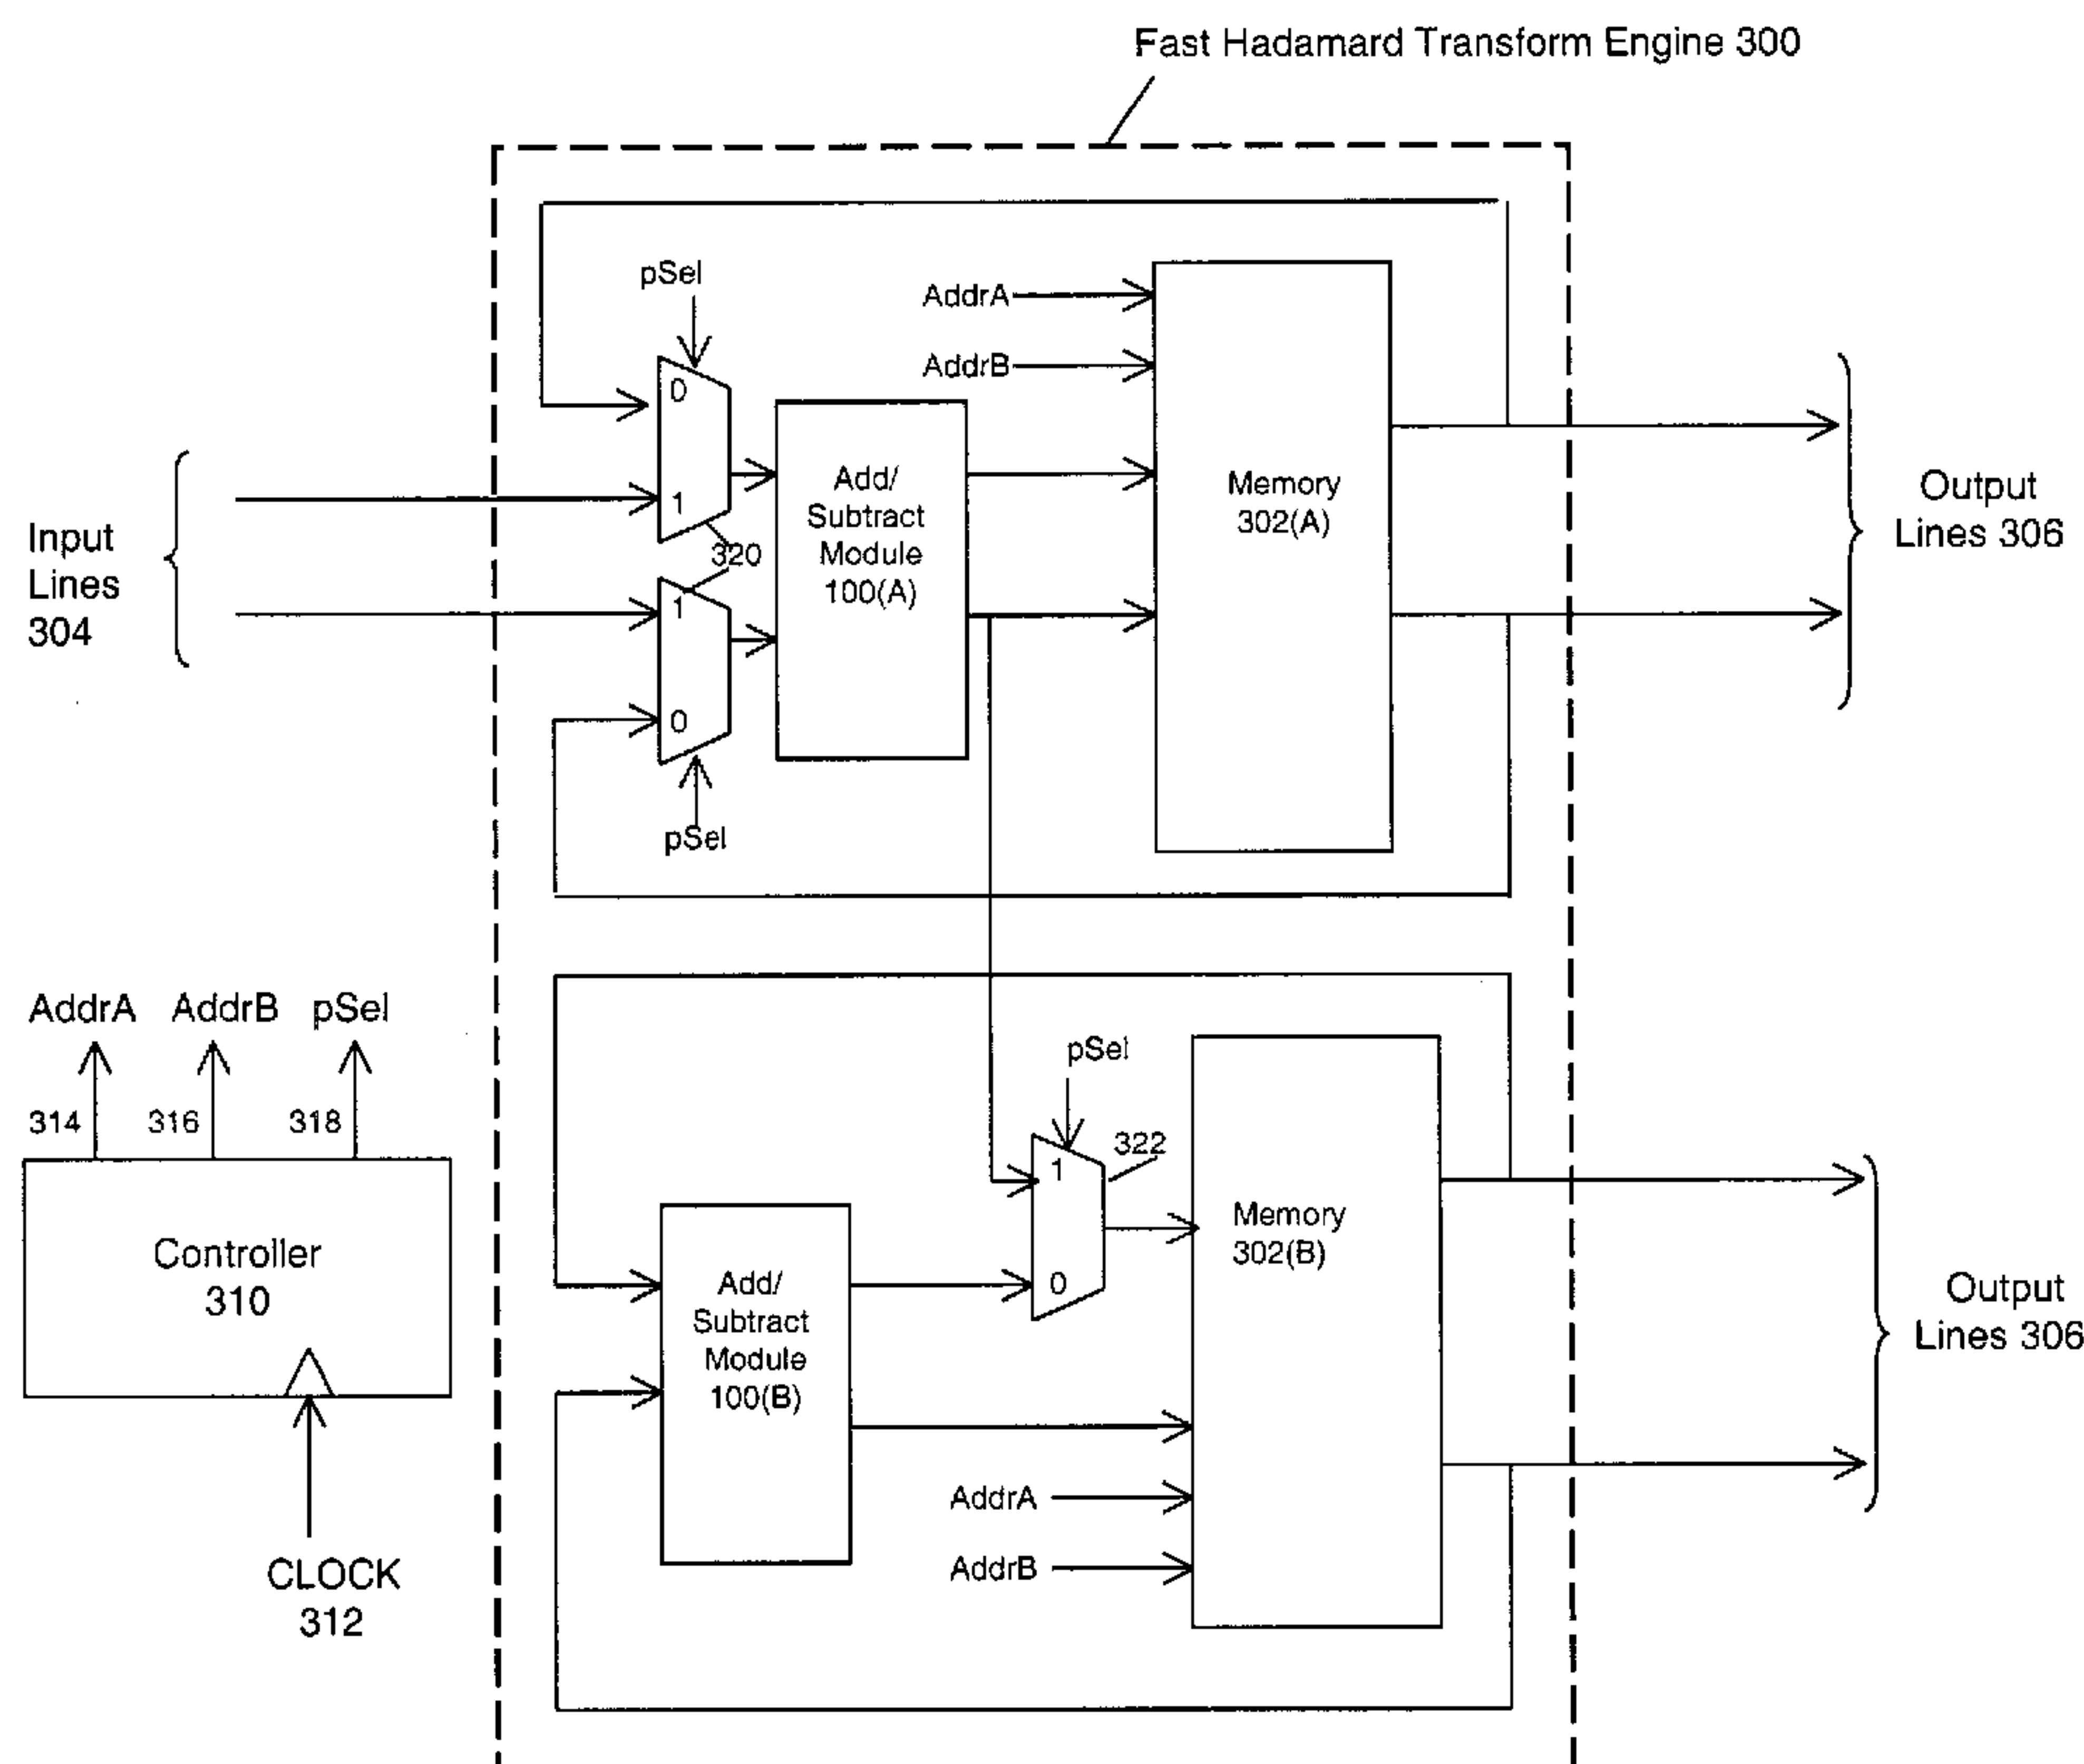 Fast Hadamard Transform Engine 300
pSel
0
1
320
1
0
pSel
AddrA
AddrB
Add/
Subtract
Module
100(A)
Memory
302(A)
Input
Lines
304
Output
Lines 306
AddrA AddrB pSel
314 316 318
Controller
310
CLOCK
312
pSel
322
1
0
Add/
Subtract
Module
100(B)
Memory
302(B)
AddrA
AddrB
Output
Lines 306